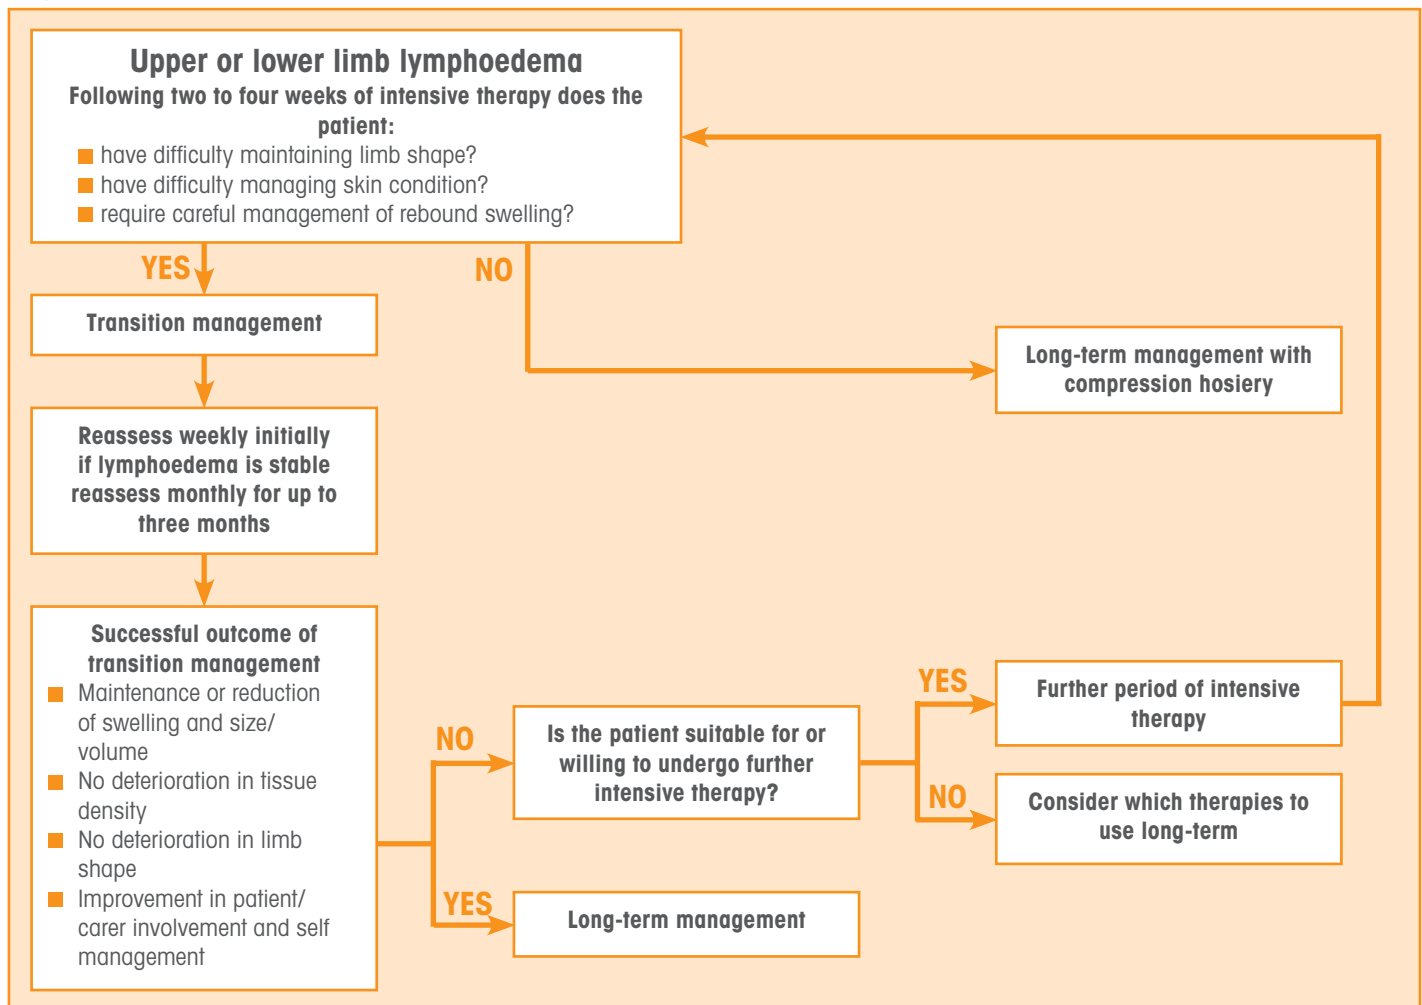 Upper or lower limb lymphoedema
Following two to four weeks of intensive therapy does the
patient:
have difficulty maintaining limb shape?
have difficulty managing skin condition?
require careful management of rebound swelling?
YES
NO
Transition management
Long-term management with
compression hosiery
Reassess weekly initially
if lymphoedema is stable
reassess monthly for up to
three months
Successful outcome of
transition management
Maintenance or reduction
of swelling and size/
volume
No deterioration in tissue
density
No deterioration in limb
shape
Improvement in patient/
carer involvement and self
management
NO
Is the patient suitable for or
willing to undergo further
intensive therapy?
YES
Further period of intensive
therapy
NO
Consider which therapies to
use long-term
YES
Long-term management